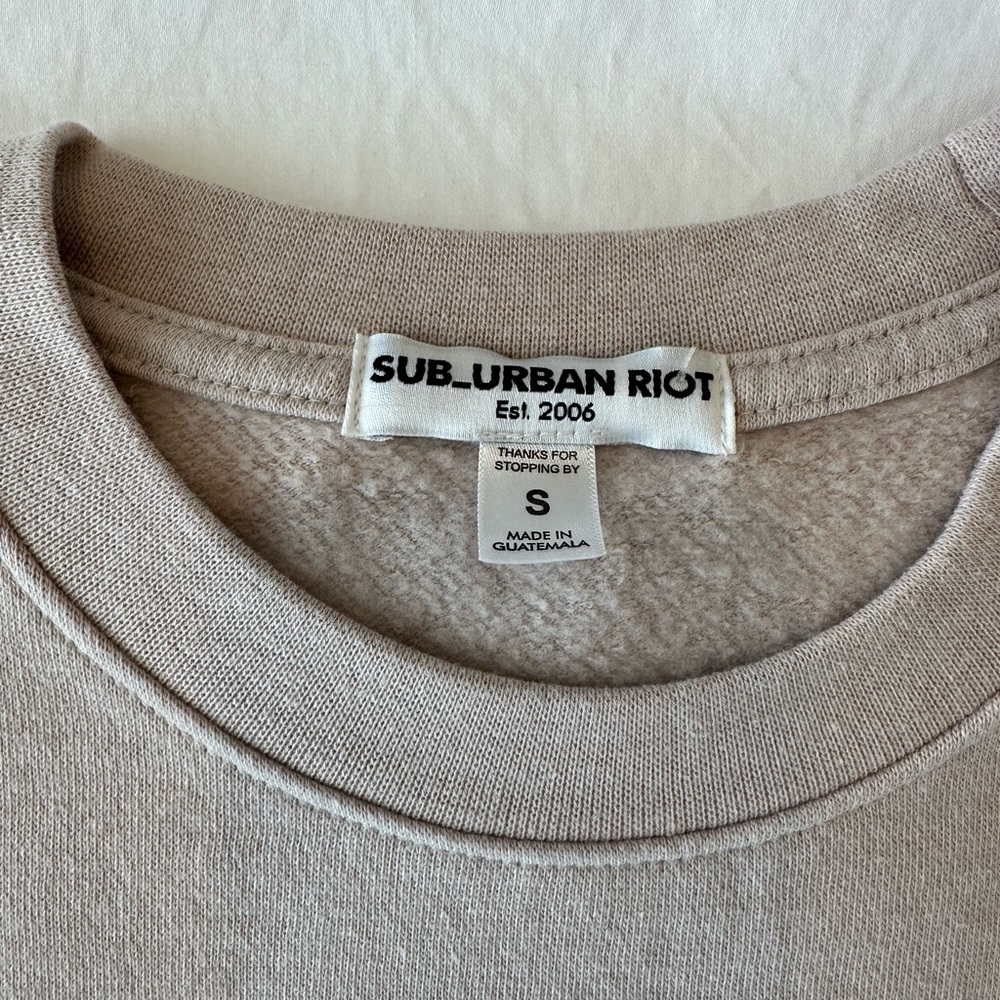 SUB_URBAN RIOT
Est. 2006
THANKS FOR
STOPPING BY
S
MADE IN
GUATEMALA